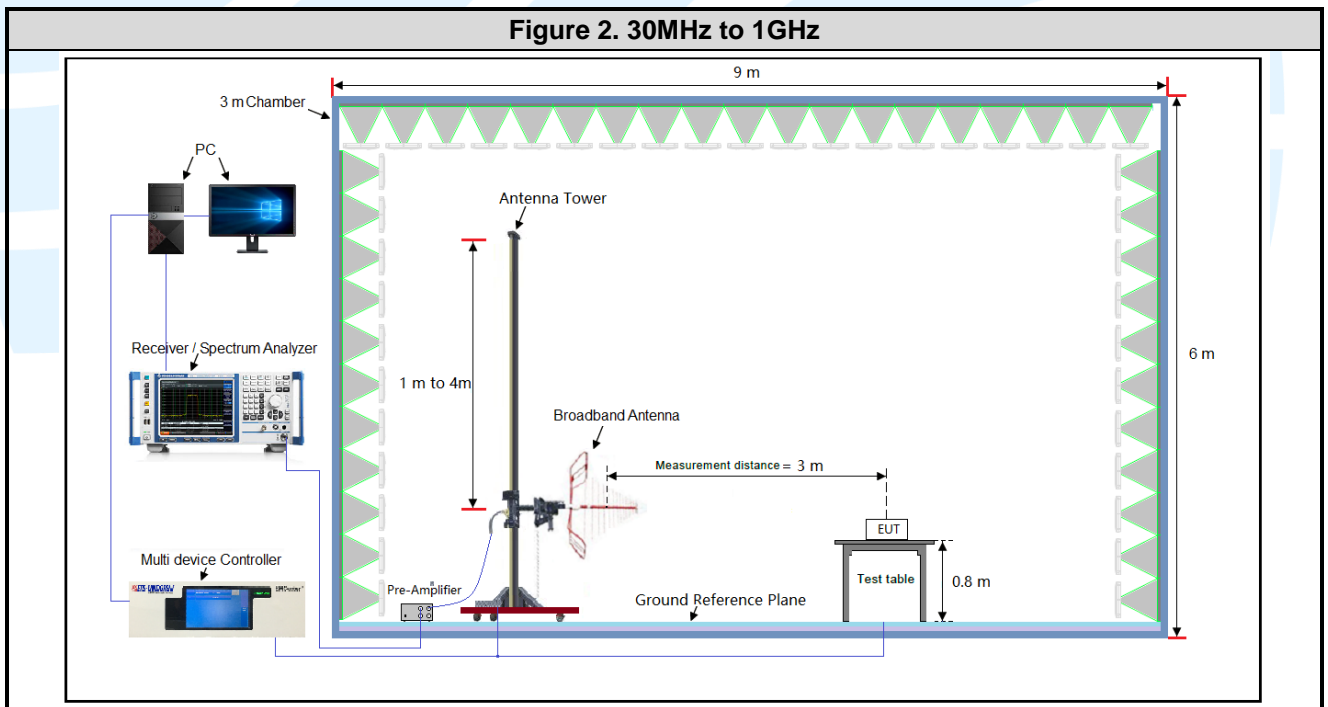 Figure 2. 30MHz to 1GHz
9 m
3 m Chamber
PC
Antenna Tower
Receiver / Spectrum Analyzer
1 m to 4m
6 m
Broadband Antenna
Measurement distance = 3 m
EUT
Multi device Controller
Test table
0.8 m
Pre-Amplifier
Ground Reference Plane